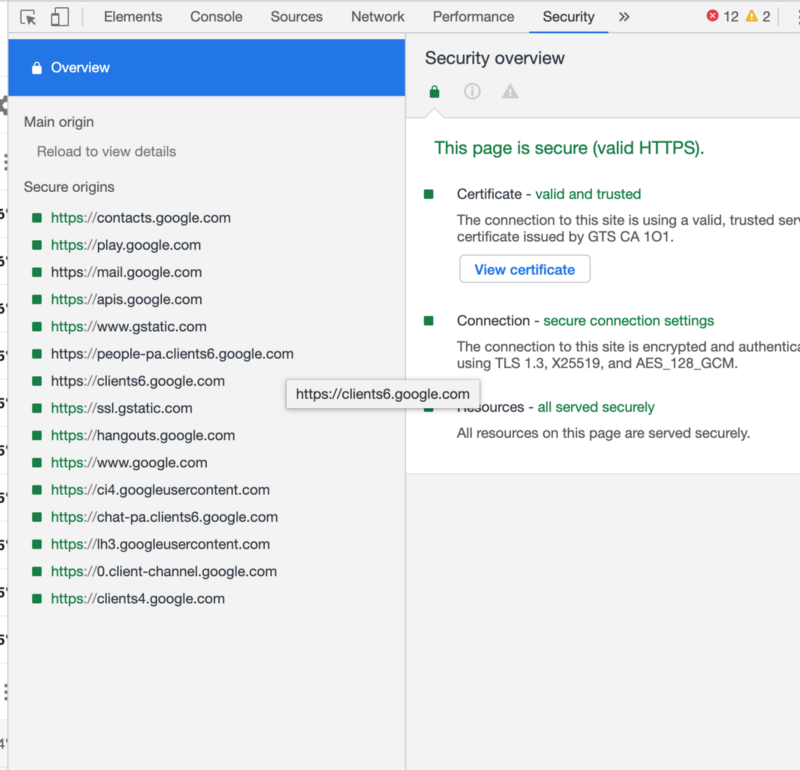 Elements Console Sources Network Performance Security » 12 2
Overview
Main origin
Reload to view details
Secure origins
https://contacts.google.com
https://play.google.com
https://mail.google.com
https://apis.google.com
https://www.gstatic.com
https://people-pa.clients6.google.com
https://clients6.google.com
https://ssl.gstatic.com
https://hangouts.google.com
https://www.google.com
https://ci4.googleusercontent.com
https://chat-pa.clients6.google.com
https://lh3.googleusercontent.com
https://0.client-channel.google.com
https://clients4.google.com
https://clients6.google.com
Security overview
This page is secure (valid HTTPS).
Certificate - valid and trusted
The connection to this site is using a valid, trusted
certificate issued by GTS CA 1O1.
View certificate
Connection - secure connection settings
The connection to this site is encrypted and
using TLS 1.3, X25519, and AES_128_GCM.
Resources - all served securely
All resources on this page are served securely.